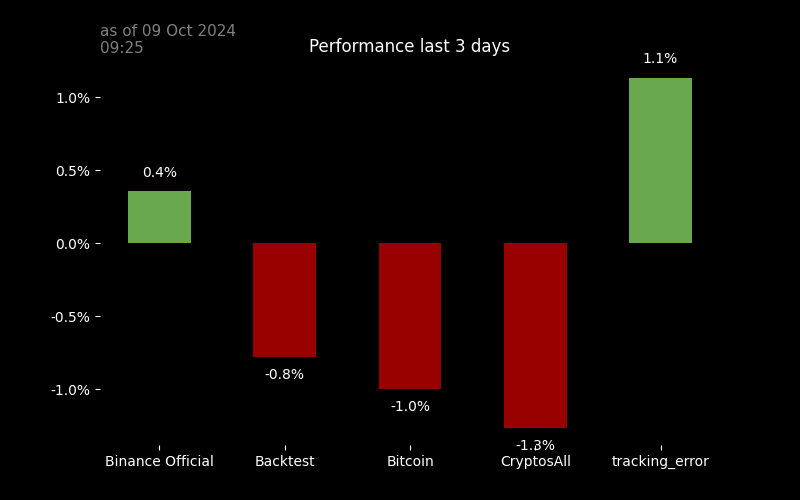 as of 09 Oct 2024
09:25
Performance last 3 days
1.1%
1.0%
0.5%
0.4%
0.0%
-0.5%
-0.8%
-1.0%
-1.0%
-1.3%
Binance Official
Backtest
Bitcoin
CryptosAll
tracking_error